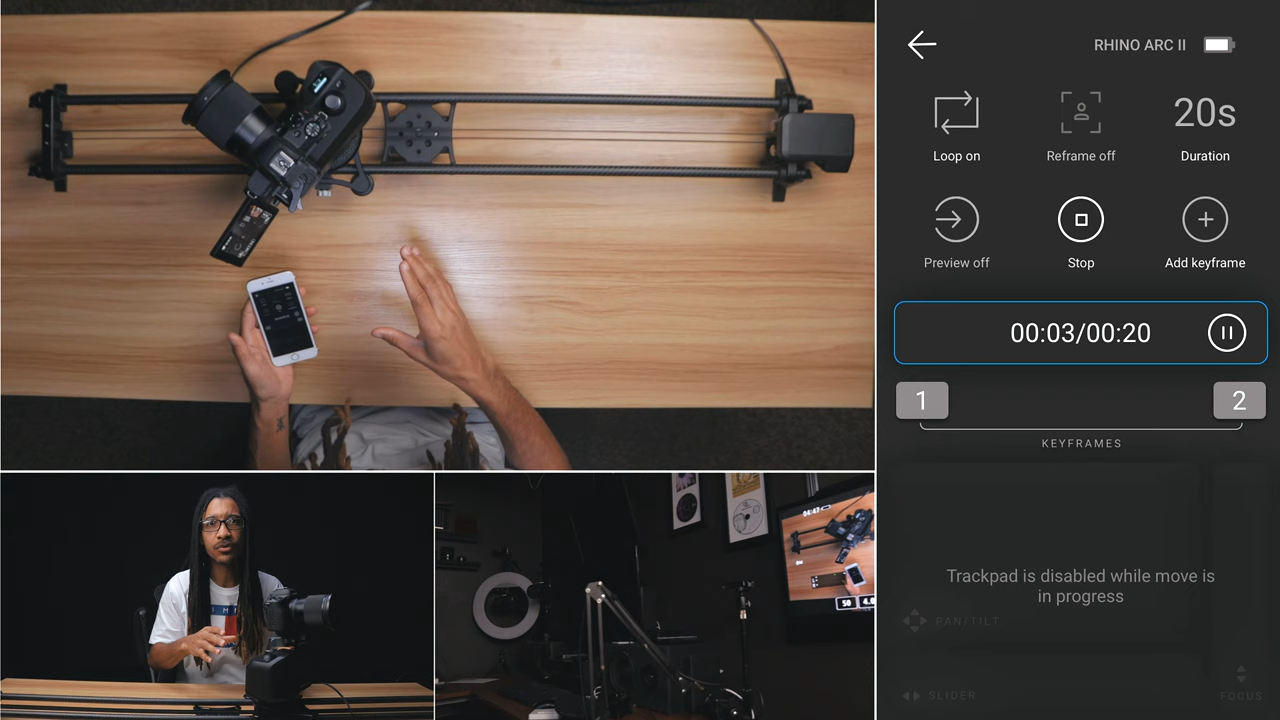 RHINO ARC II
20s
Loop on
Reframe off
Duration
Preview off
Stop
Add keyframe
00:03/00:20
1
2
KEYFRAMES
Trackpad is disabled while move is
in progress
PAN/TILT
SLIDER
FOCUS
50